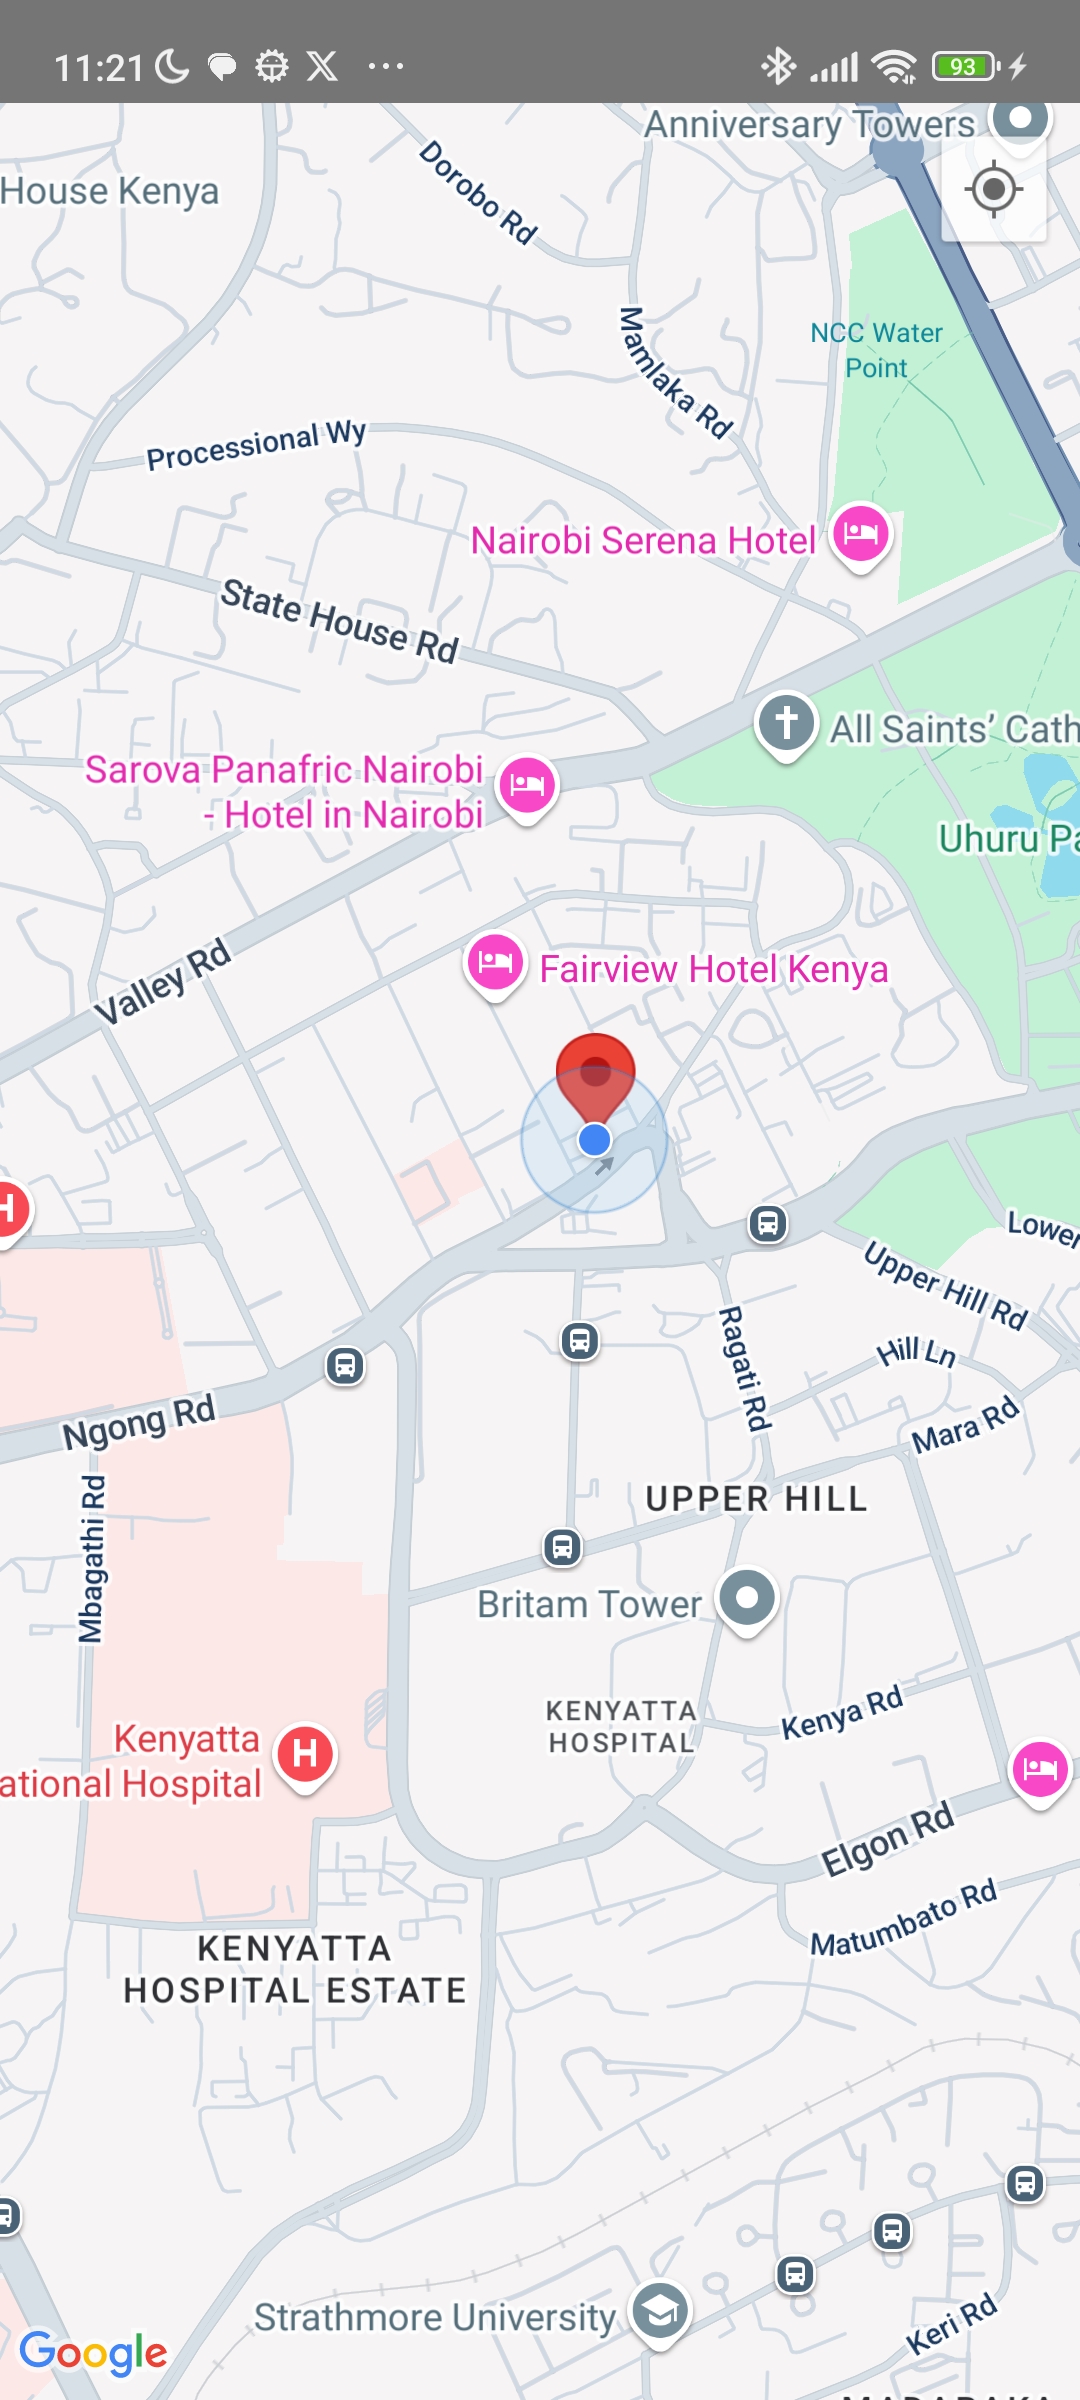 11:21
93
Anniversary Towers
House Kenya
Dorobo Rd
NCC Water
Point
Mamlaka Rd
Processional Wy
Nairobi Serena Hotel
State House Rd
All Saints’ Cath
Sarova Panafric Nairobi
- Hotel in Nairobi
Uhuru Pa
Valley Rd
Fairview Hotel Kenya
H
Lower
Upper Hill Rd
Ragati Rd
Hill Ln
Mara Rd
Ngong Rd
Mbagathi Rd
UPPER HILL
Britam Tower
KENYATTA
HOSPITAL
Kenya Rd
Kenyatta
ational Hospital
H
Elgon Rd
Matumbato Rd
KENYATTA
HOSPITAL ESTATE
Strathmore University
Keri Rd
Google